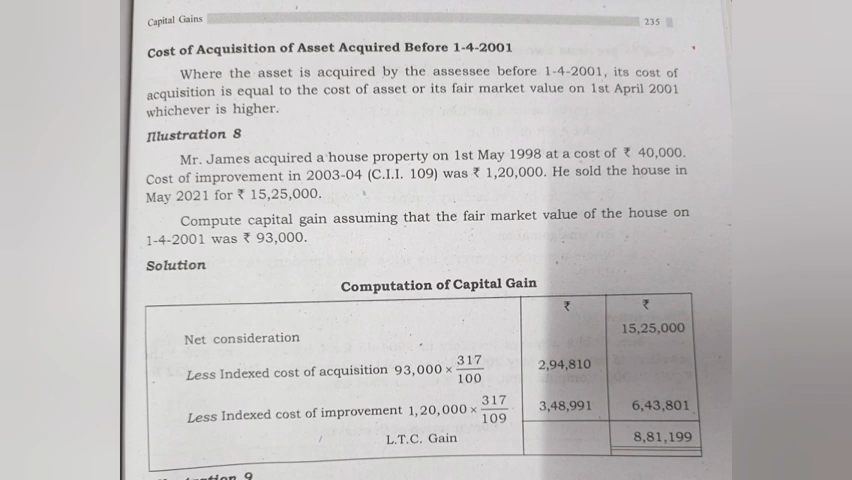 Capital Gains 235
Cost of Acquisition of Asset Acquired Before 1-4-2001
Where the asset is acquired by the assessee before 1-4-2001, its cost of
acquisition is equal to the cost of asset or its fair market value on 1st April 2001
whichever is higher.
Illustration 8
Mr. James acquired a house property on 1st May 1998 at a cost of ₹ 40,000.
Cost of improvement in 2003-04 (C.I.I. 109) was ₹ 1,20,000. He sold the house in
May 2021 for ₹ 15,25,000.
Compute capital gain assuming that the fair market value of the house on
1-4-2001 was ₹ 93,000.
Solution
Computation of Capital Gain
₹ ₹
Net consideration 15,25,000
Less Indexed cost of acquisition 93,000 × 317/100 2,94,810
Less Indexed cost of improvement 1,20,000 × 317/109 3,48,991 6,43,801
L.T.C. Gain 8,81,199